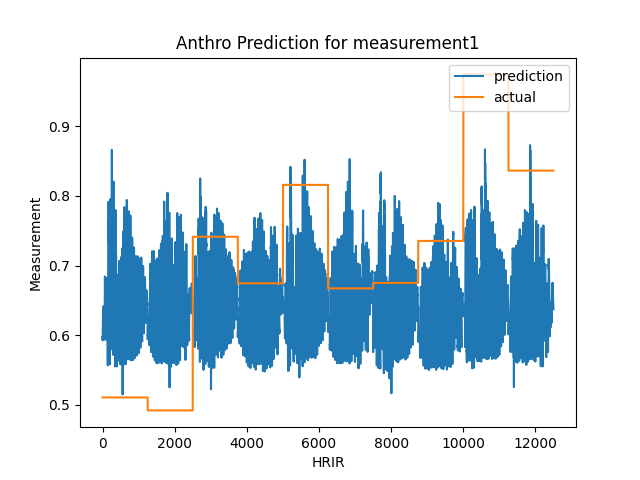 Anthro Prediction for measurement1
prediction
actual
0.9
0.8
0.7
0.6
0.5
Measurement
0 2000 4000 6000 8000 10000 12000
HRIR